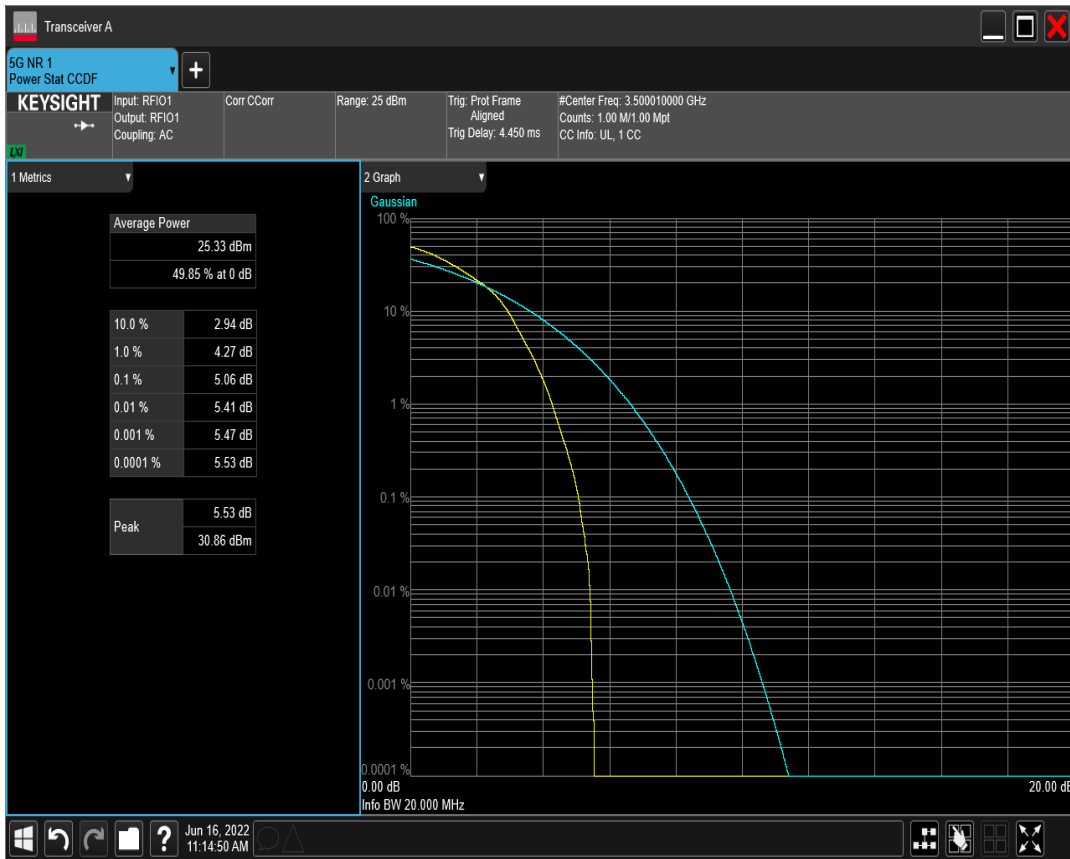 Transceiver A
5G NR 1
Power Stat CCDF
+
KEYSIGHT
LXI
Input: RFIO1
Output: RFIO1
Coupling: AC
Corr CCorr
Range: 25 dBm
Trig: Prot Frame
Aligned
Trig Delay: 4.450 ms
#Center Freq: 3.500010000 GHz
Counts: 1.00 M/1.00 Mpt
CC Info: UL, 1 CC
1 Metrics
Average Power
25.33 dBm
49.85 % at 0 dB
10.0 % 2.94 dB
1.0 % 4.27 dB
0.1 % 5.06 dB
0.01 % 5.41 dB
0.001 % 5.47 dB
0.0001 % 5.53 dB
Peak
5.53 dB
30.86 dBm
2 Graph
Gaussian
100 %
10 %
1 %
0.1 %
0.01 %
0.001 %
0.0001 %
0.00 dB
20.00 dB
Info BW 20.000 MHz
?
Jun 16, 2022
11:14:50 AM